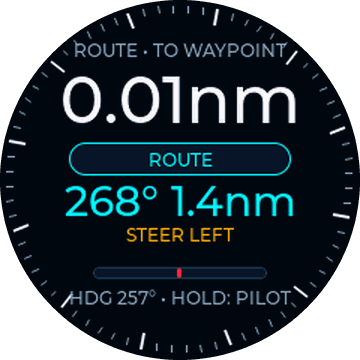 ROUTE • TO WAYPOINT
0.01nm
ROUTE
268° 1.4nm
STEER LEFT
HDG 257° • HOLD: PILOT